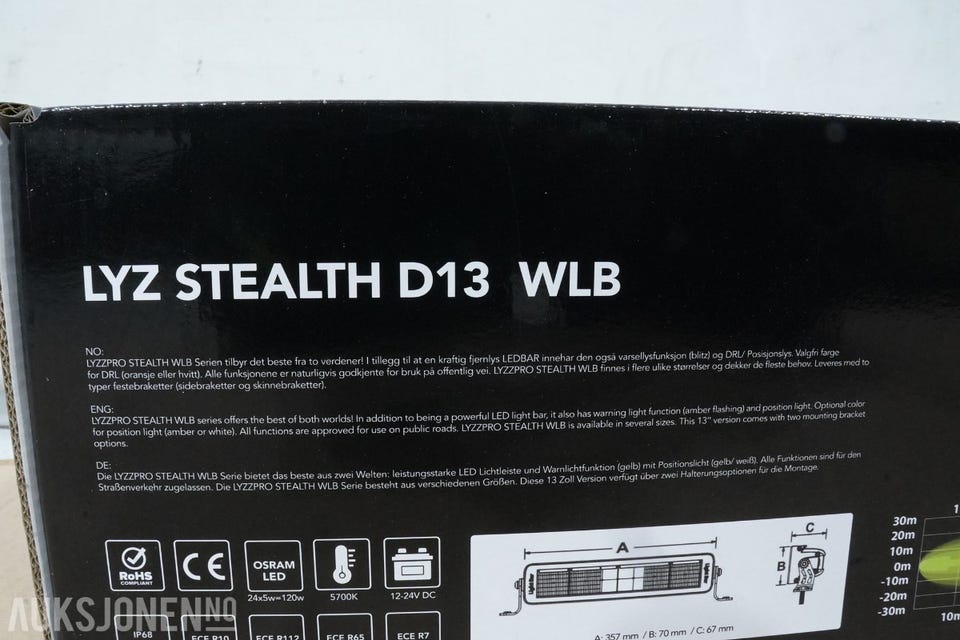 LYZ STEALTH D13 WLB
NO:
LYZZPRO STEALTH WLB Serien tilbyr det beste fra to verdener! I tillegg til at en kraftig fjernlys LEDBAR innehar den også varsellysfunksjon (blitz) og DRL/ Posisjonslys. Valgfri farge
for DRL (oransje eller hvitt). Alle funksjonene er naturligvis godkjente for bruk på offentlig vei. LYZZPRO STEALTH WLB finnes i flere ulike størrelser og dekker de fleste behov. Leveres med to
typer festebraketter (sidebraketter og skinnebraketter).
ENG:
LYZZPRO STEALTH WLB series offers the best of both worlds! In addition to being a powerful LED light bar, it also has warning light function (amber flashing) and position light. Optional color
for position light (amber or white). All functions are approved for use on public roads. LYZZPRO STEALTH WLB is available in several sizes. This 13" version comes with two mounting bracket
options.
DE:
Die LYZZPRO STEALTH WLB Serie bietet das beste aus zwei Welten: leistungsstarke LED Lichtleiste und Warnlichtfunktion (gelb) mit Positionslicht (gelb/ weiß). Alle Funktionen sind für den
Straßenverkehr zugelassen. Die LYZZPRO STEALTH WLB Serie besteht aus verschiedenen Größen. Diese 13 Zoll Version verfügt über zwei Halterungsoptionen für die Montage.
RoHS
COMPLIANT
CE
OSRAM
LED
24x5w=120w
5700K
12-24V DC
IP68
ECE R10
ECE R112
ECE R65
ECE R7
A
B
C
A: 357 mm / B: 70 mm / C: 67 mm
30m
20m
10m
0m
-10m
-20m
-30m
10m
AUKSJONEN.NO